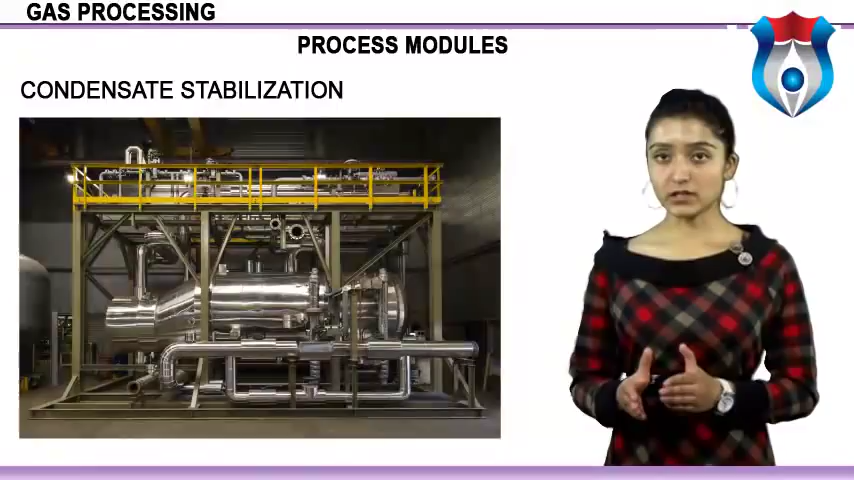 GAS PROCESSING
PROCESS MODULES
CONDENSATE STABILIZATION